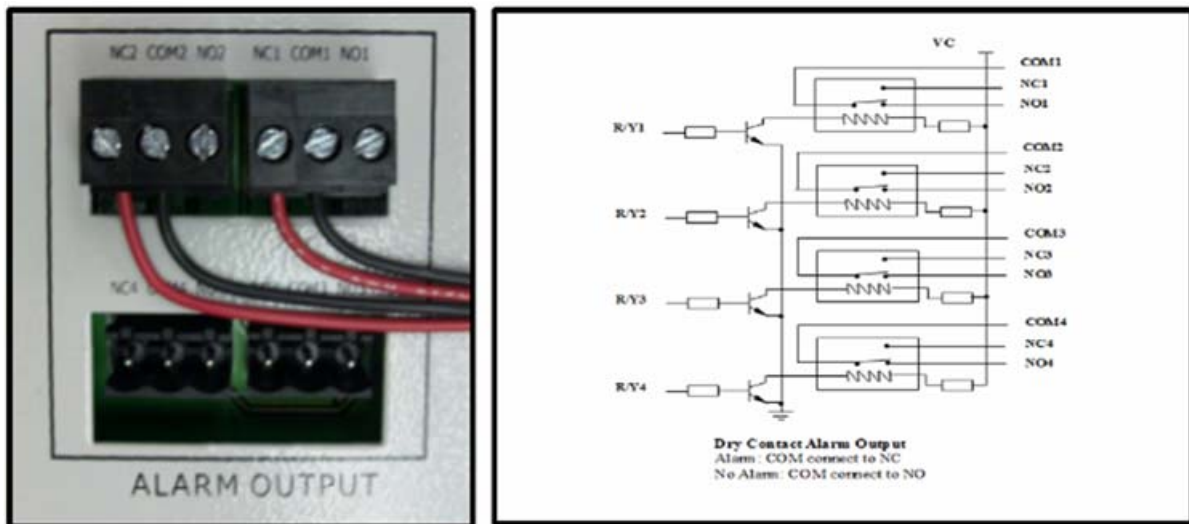 NC2 COM2 NO2 NC1 COM1 NO1
NC4
ALARM OUTPUT
VC
COM1
NC1
NO1
R/Y1
COM2
NC2
NO2
R/Y2
COM3
NC3
NO3
R/Y3
COM4
NC4
NO4
R/Y4
Dry Contact Alarm Output
Alarm : COM connect to NC
No Alarm : COM connect to NO